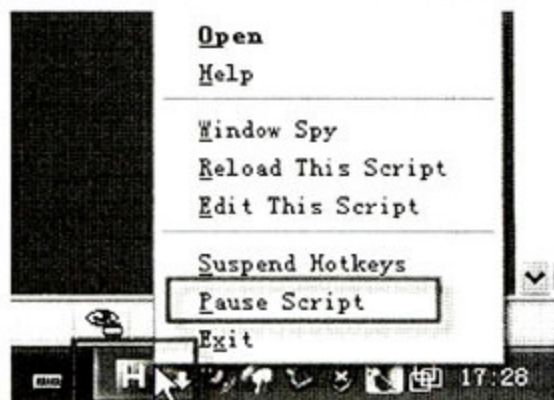 Open
Help
Window Spy
Reload This Script
Edit This Script
Suspend Hotkeys
Pause Script
Exit
H
17:28